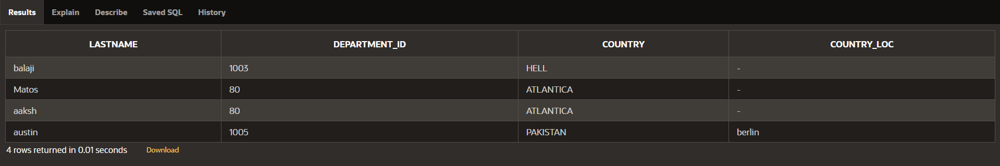 Results Explain Describe Saved SQL History
LASTNAME DEPARTMENT_ID COUNTRY COUNTRY_LOC
balaji 1003 HELL -
Matos 80 ATLANTICA -
aaksh 80 ATLANTICA -
austin 1005 PAKISTAN berlin
4 rows returned in 0.01 seconds Download